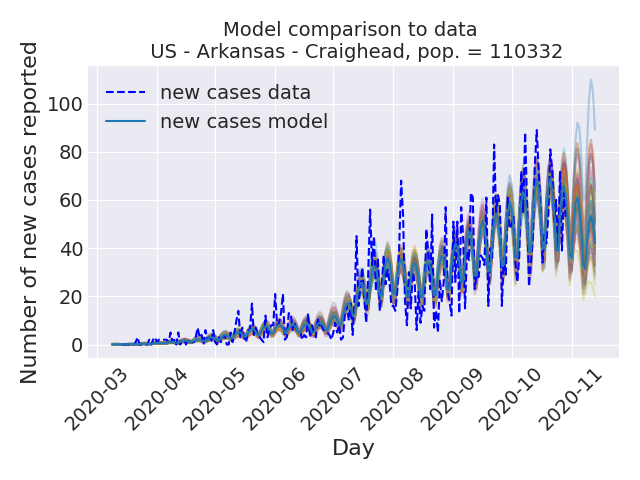 Model comparison to data
US - Arkansas - Craighead, pop. = 110332
Number of new cases reported
100
80
60
40
20
0
new cases data
new cases model
2020-03
2020-04
2020-05
2020-06
2020-07
2020-08
2020-09
2020-10
2020-11
Day